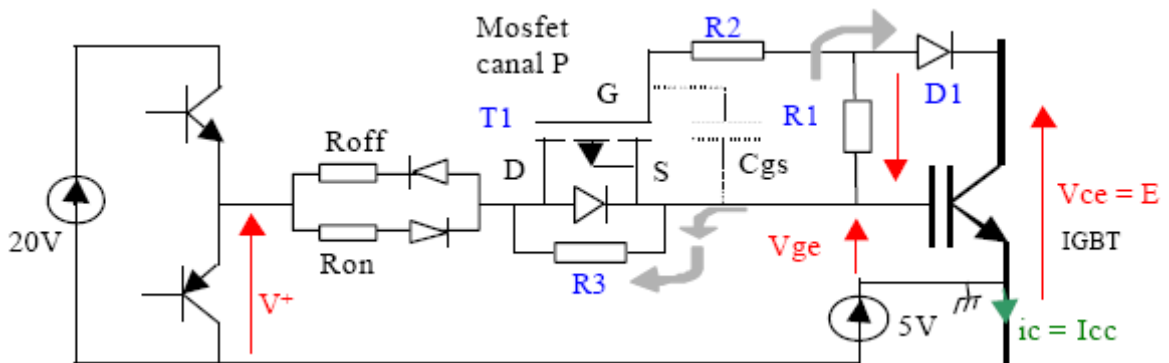 Mosfet
canal P
R2
G
T1
R1
D1
Roff
D
S
Cgs
Vce = E
20V
Ron
Vge
IGBT
R3
V+
5V
ic = Icc